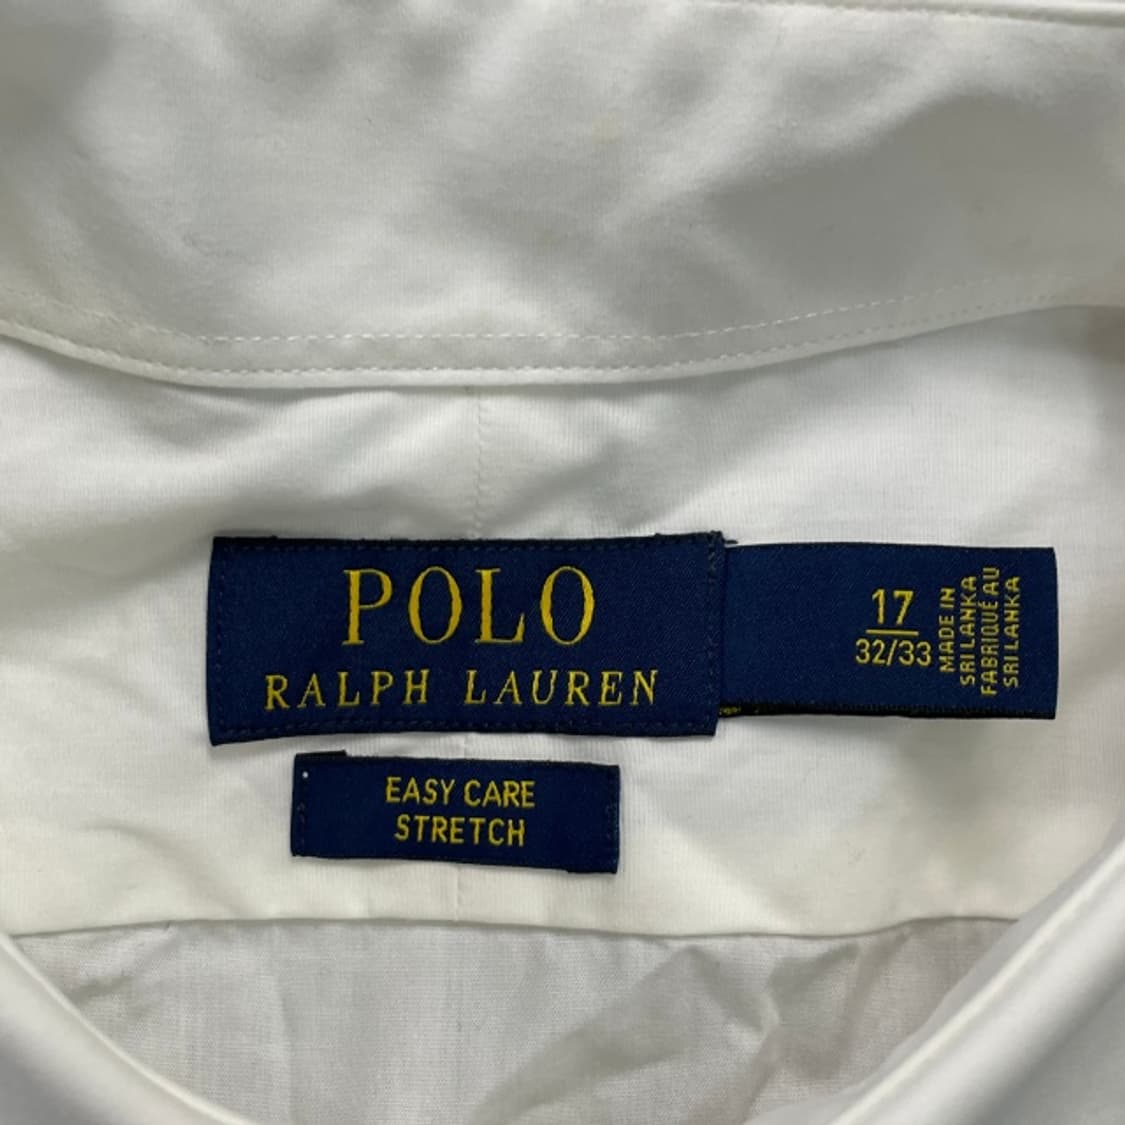 POLO
RALPH LAUREN
17
32/33
MADE IN
SRI LANKA
FABRIQUÉ AU
SRI LANKA
EASY CARE
STRETCH